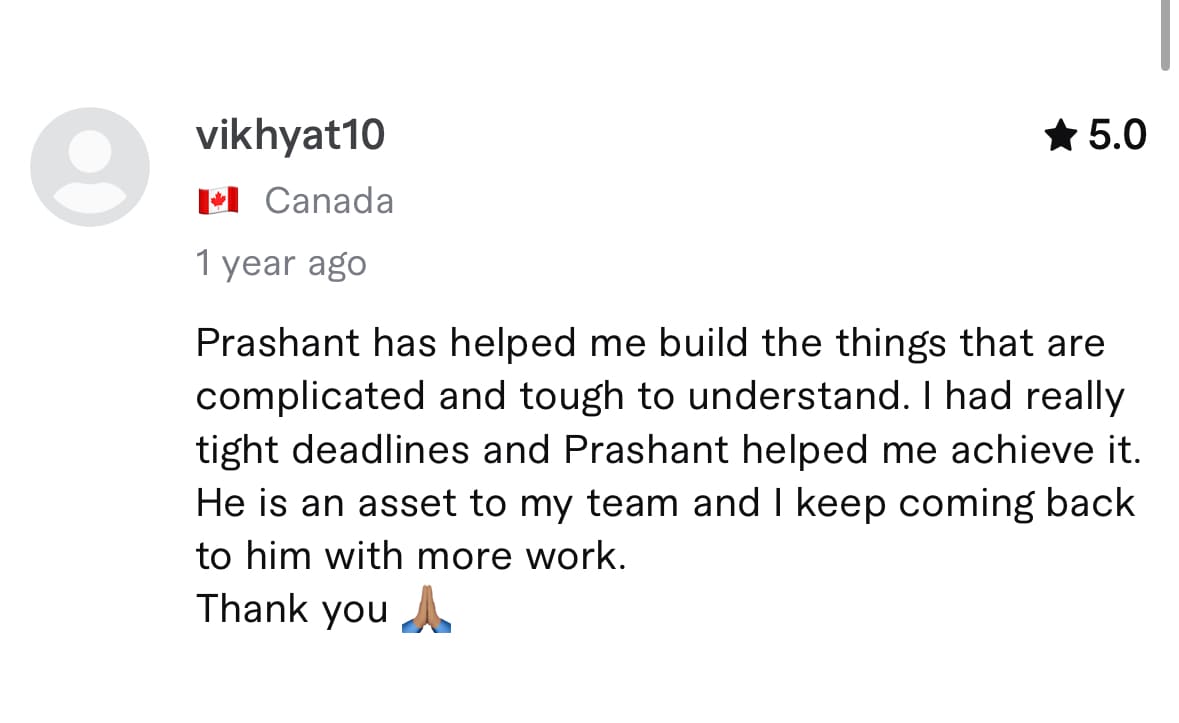 vikhyat10
★ 5.0
🇨🇦 Canada
1 year ago
Prashant has helped me build the things that are
complicated and tough to understand. I had really
tight deadlines and Prashant helped me achieve it.
He is an asset to my team and I keep coming back
to him with more work.
Thank you 🙏🏽